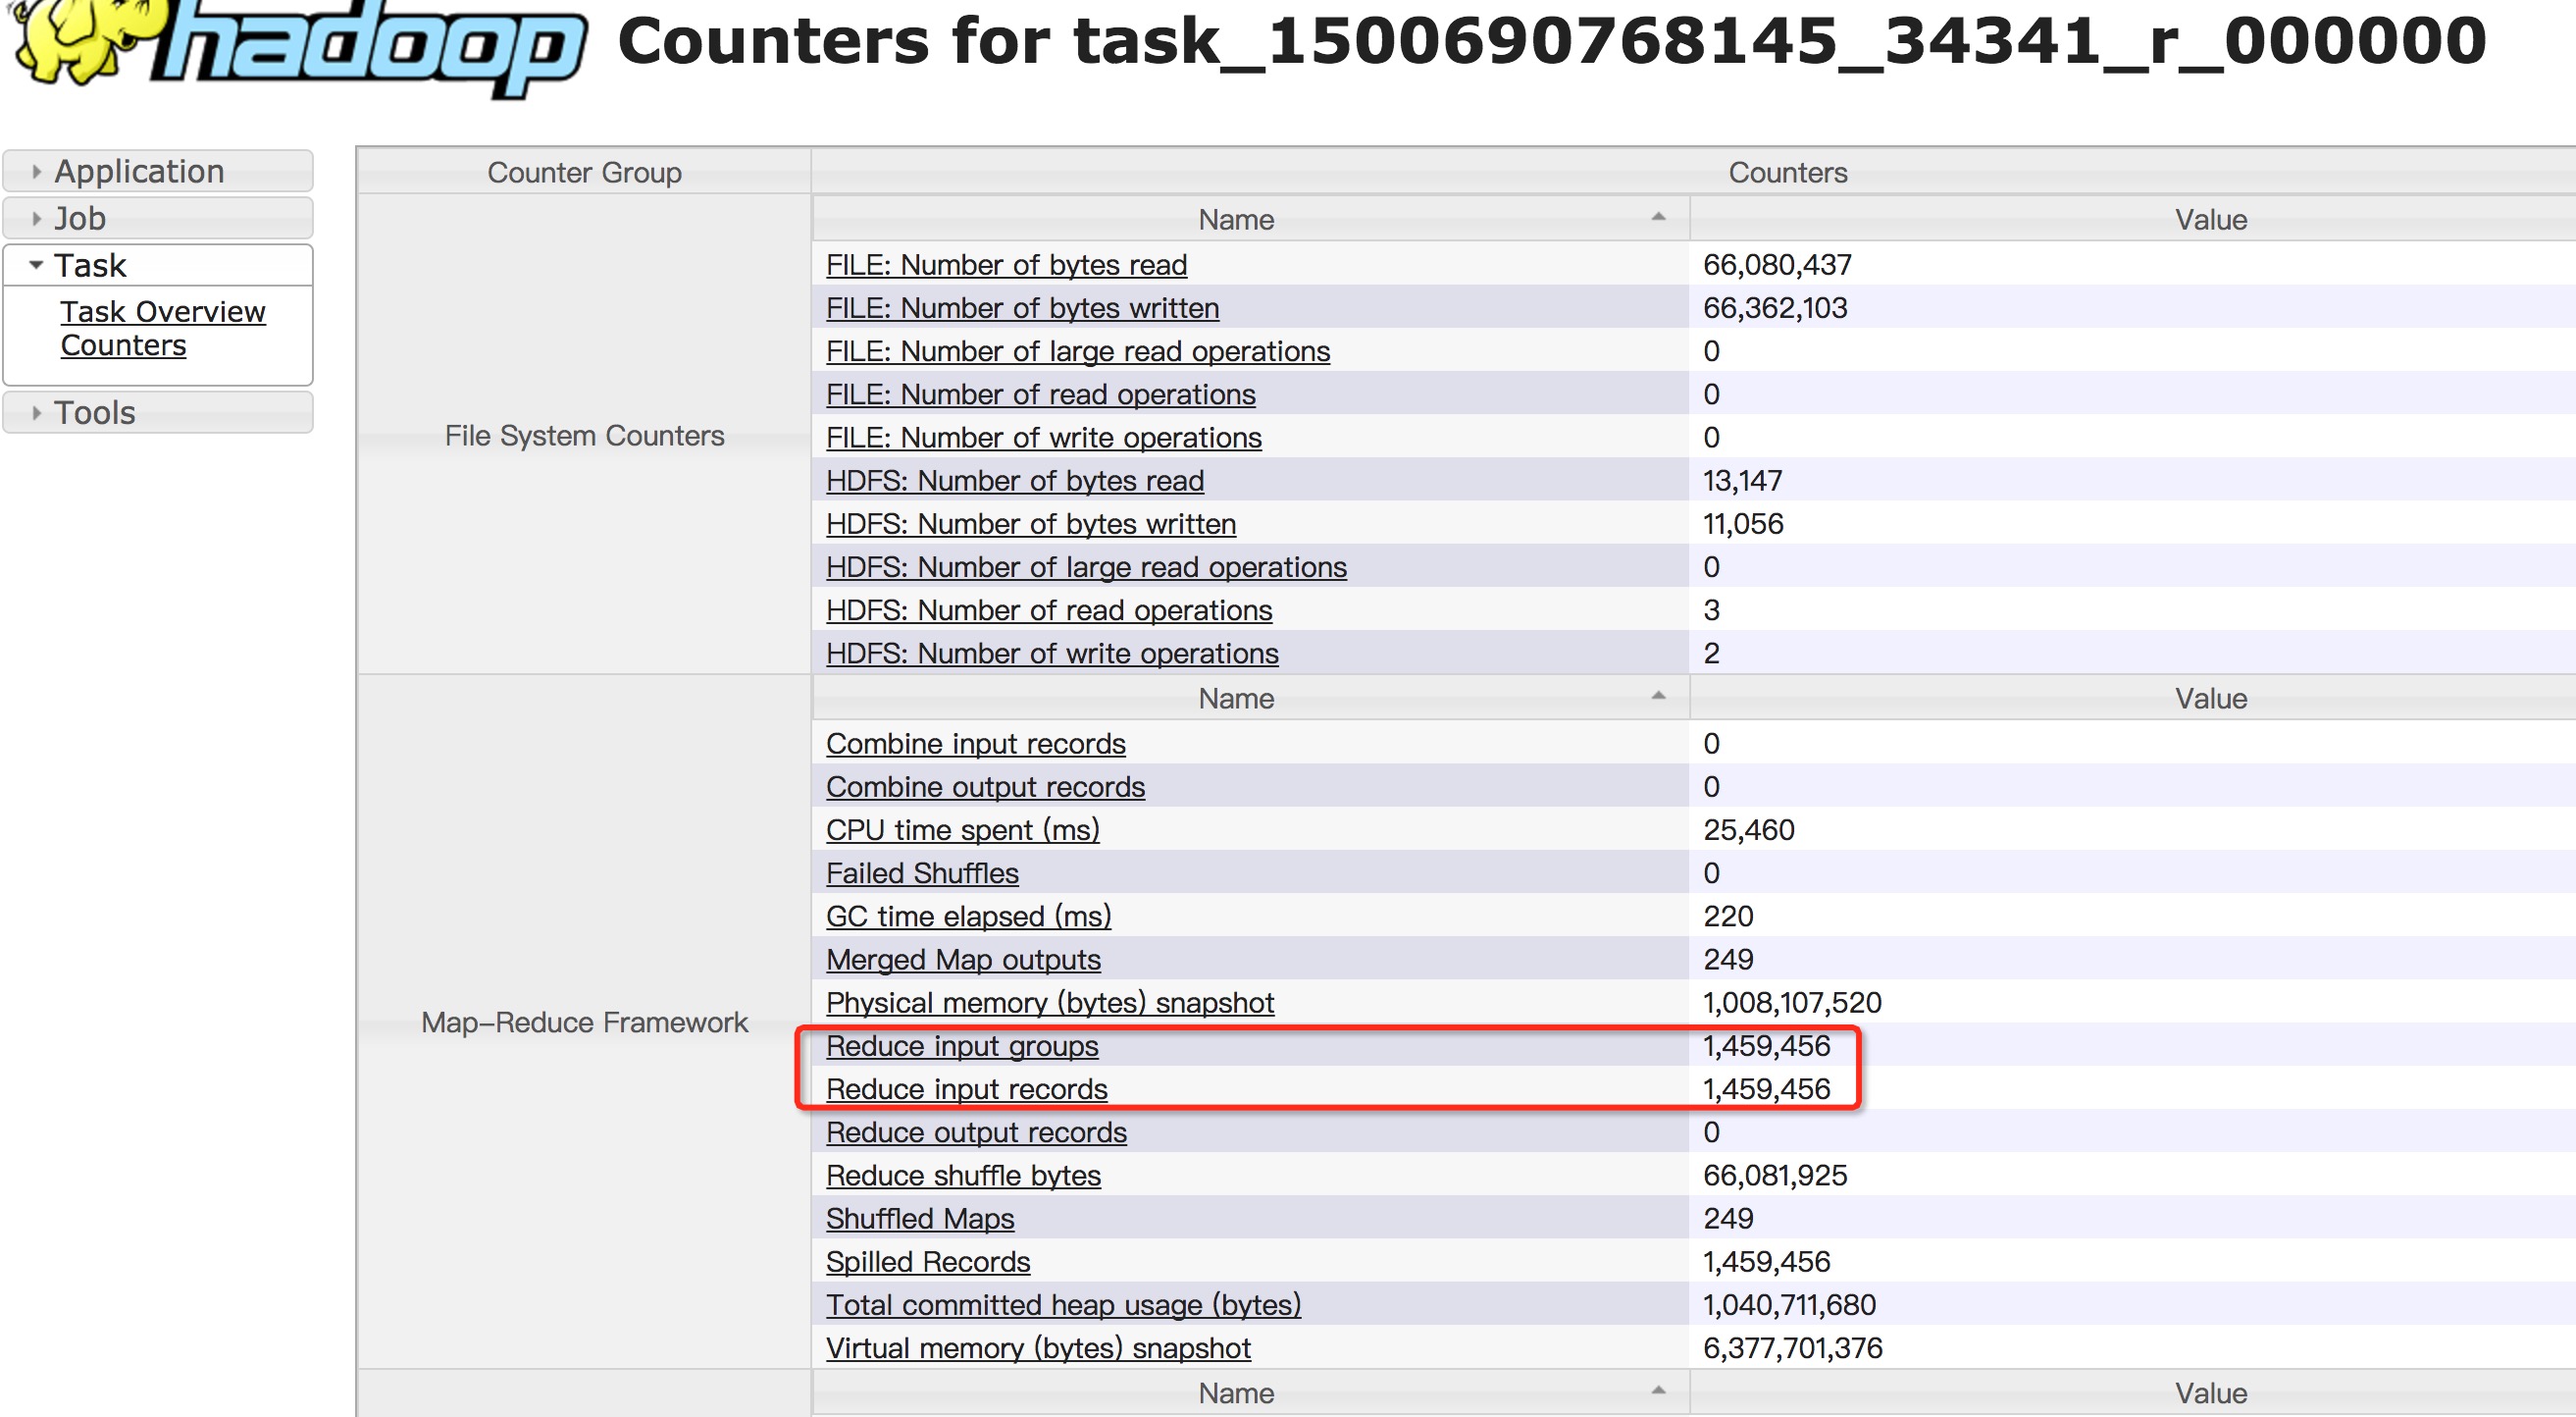 hadoop Counters for task_1500690768145_34341_r_000000
Application
Job
Task
Task Overview
Counters
Tools
Counter Group Counters
File System Counters
Name Value
FILE: Number of bytes read 66,080,437
FILE: Number of bytes written 66,362,103
FILE: Number of large read operations 0
FILE: Number of read operations 0
FILE: Number of write operations 0
HDFS: Number of bytes read 13,147
HDFS: Number of bytes written 11,056
HDFS: Number of large read operations 0
HDFS: Number of read operations 3
HDFS: Number of write operations 2
Map-Reduce Framework
Name Value
Combine input records 0
Combine output records 0
CPU time spent (ms) 25,460
Failed Shuffles 0
GC time elapsed (ms) 220
Merged Map outputs 249
Physical memory (bytes) snapshot 1,008,107,520
Reduce input groups 1,459,456
Reduce input records 1,459,456
Reduce output records 0
Reduce shuffle bytes 66,081,925
Shuffled Maps 249
Spilled Records 1,459,456
Total committed heap usage (bytes) 1,040,711,680
Virtual memory (bytes) snapshot 6,377,701,376
Name Value